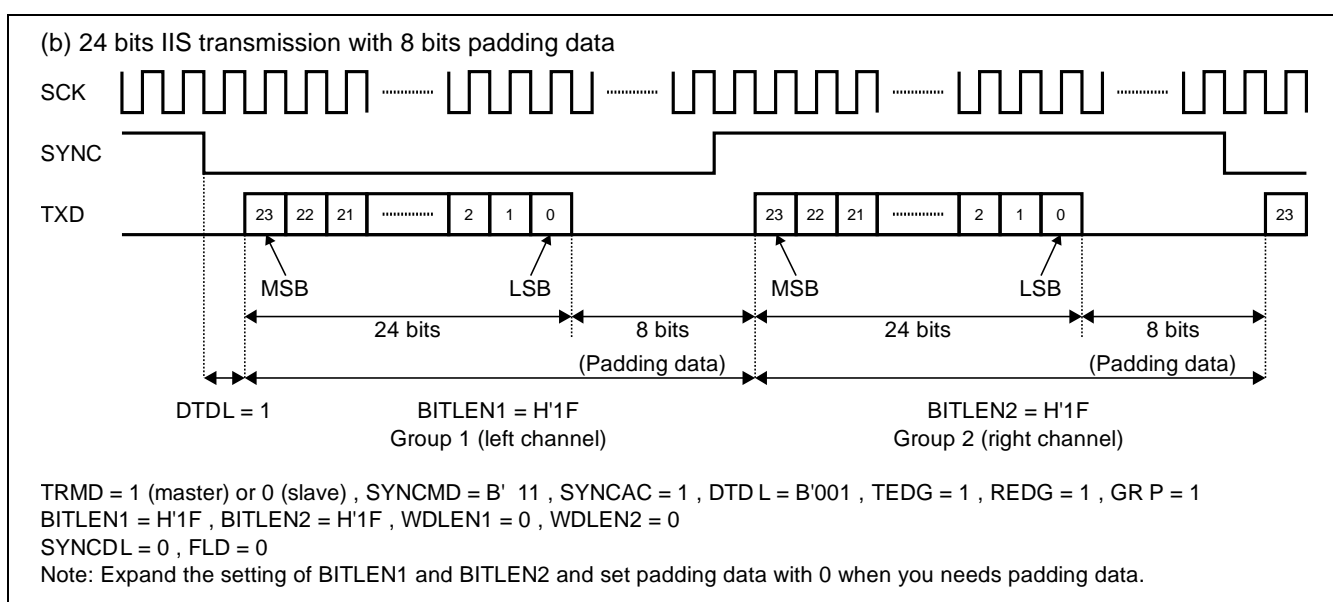 (b) 24 bits IIS transmission with 8 bits padding data
SCK
SYNC
TXD
23 22 21 2 1 0 23 22 21 2 1 0 23
MSB LSB MSB LSB
24 bits 8 bits 24 bits 8 bits
(Padding data) (Padding data)
DTDL = 1 BITLEN1 = H'1F BITLEN2 = H'1F
Group 1 (left channel) Group 2 (right channel)
TRMD = 1 (master) or 0 (slave) , SYNCMD = B' 11 , SYNCAC = 1 , DTD L = B'001 , TEDG = 1 , REDG = 1 , GR P = 1
BITLEN1 = H'1F , BITLEN2 = H'1F , WDLEN1 = 0 , WDLEN2 = 0
SYNCDL = 0 , FLD = 0
Note: Expand the setting of BITLEN1 and BITLEN2 and set padding data with 0 when you needs padding data.